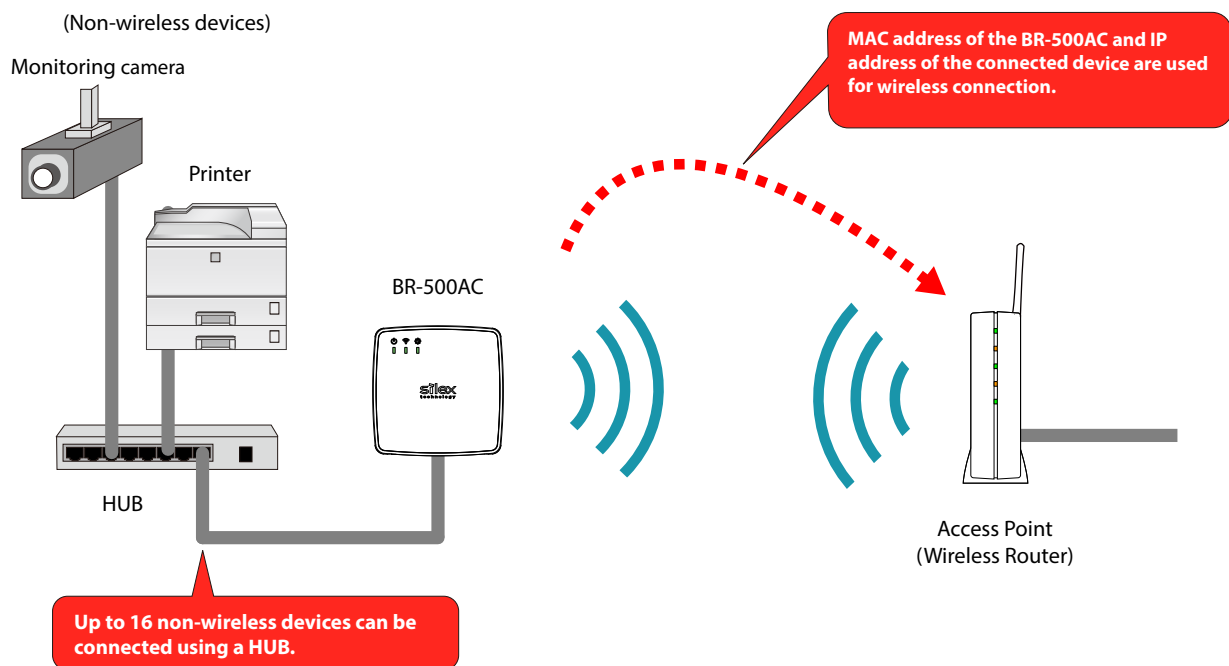 (Non-wireless devices)
Monitoring camera
MAC address of the BR-500AC and IP
address of the connected device are used
for wireless connection.
Printer
BR-500AC
silex
technology
HUB
Access Point
(Wireless Router)
Up to 16 non-wireless devices can be
connected using a HUB.